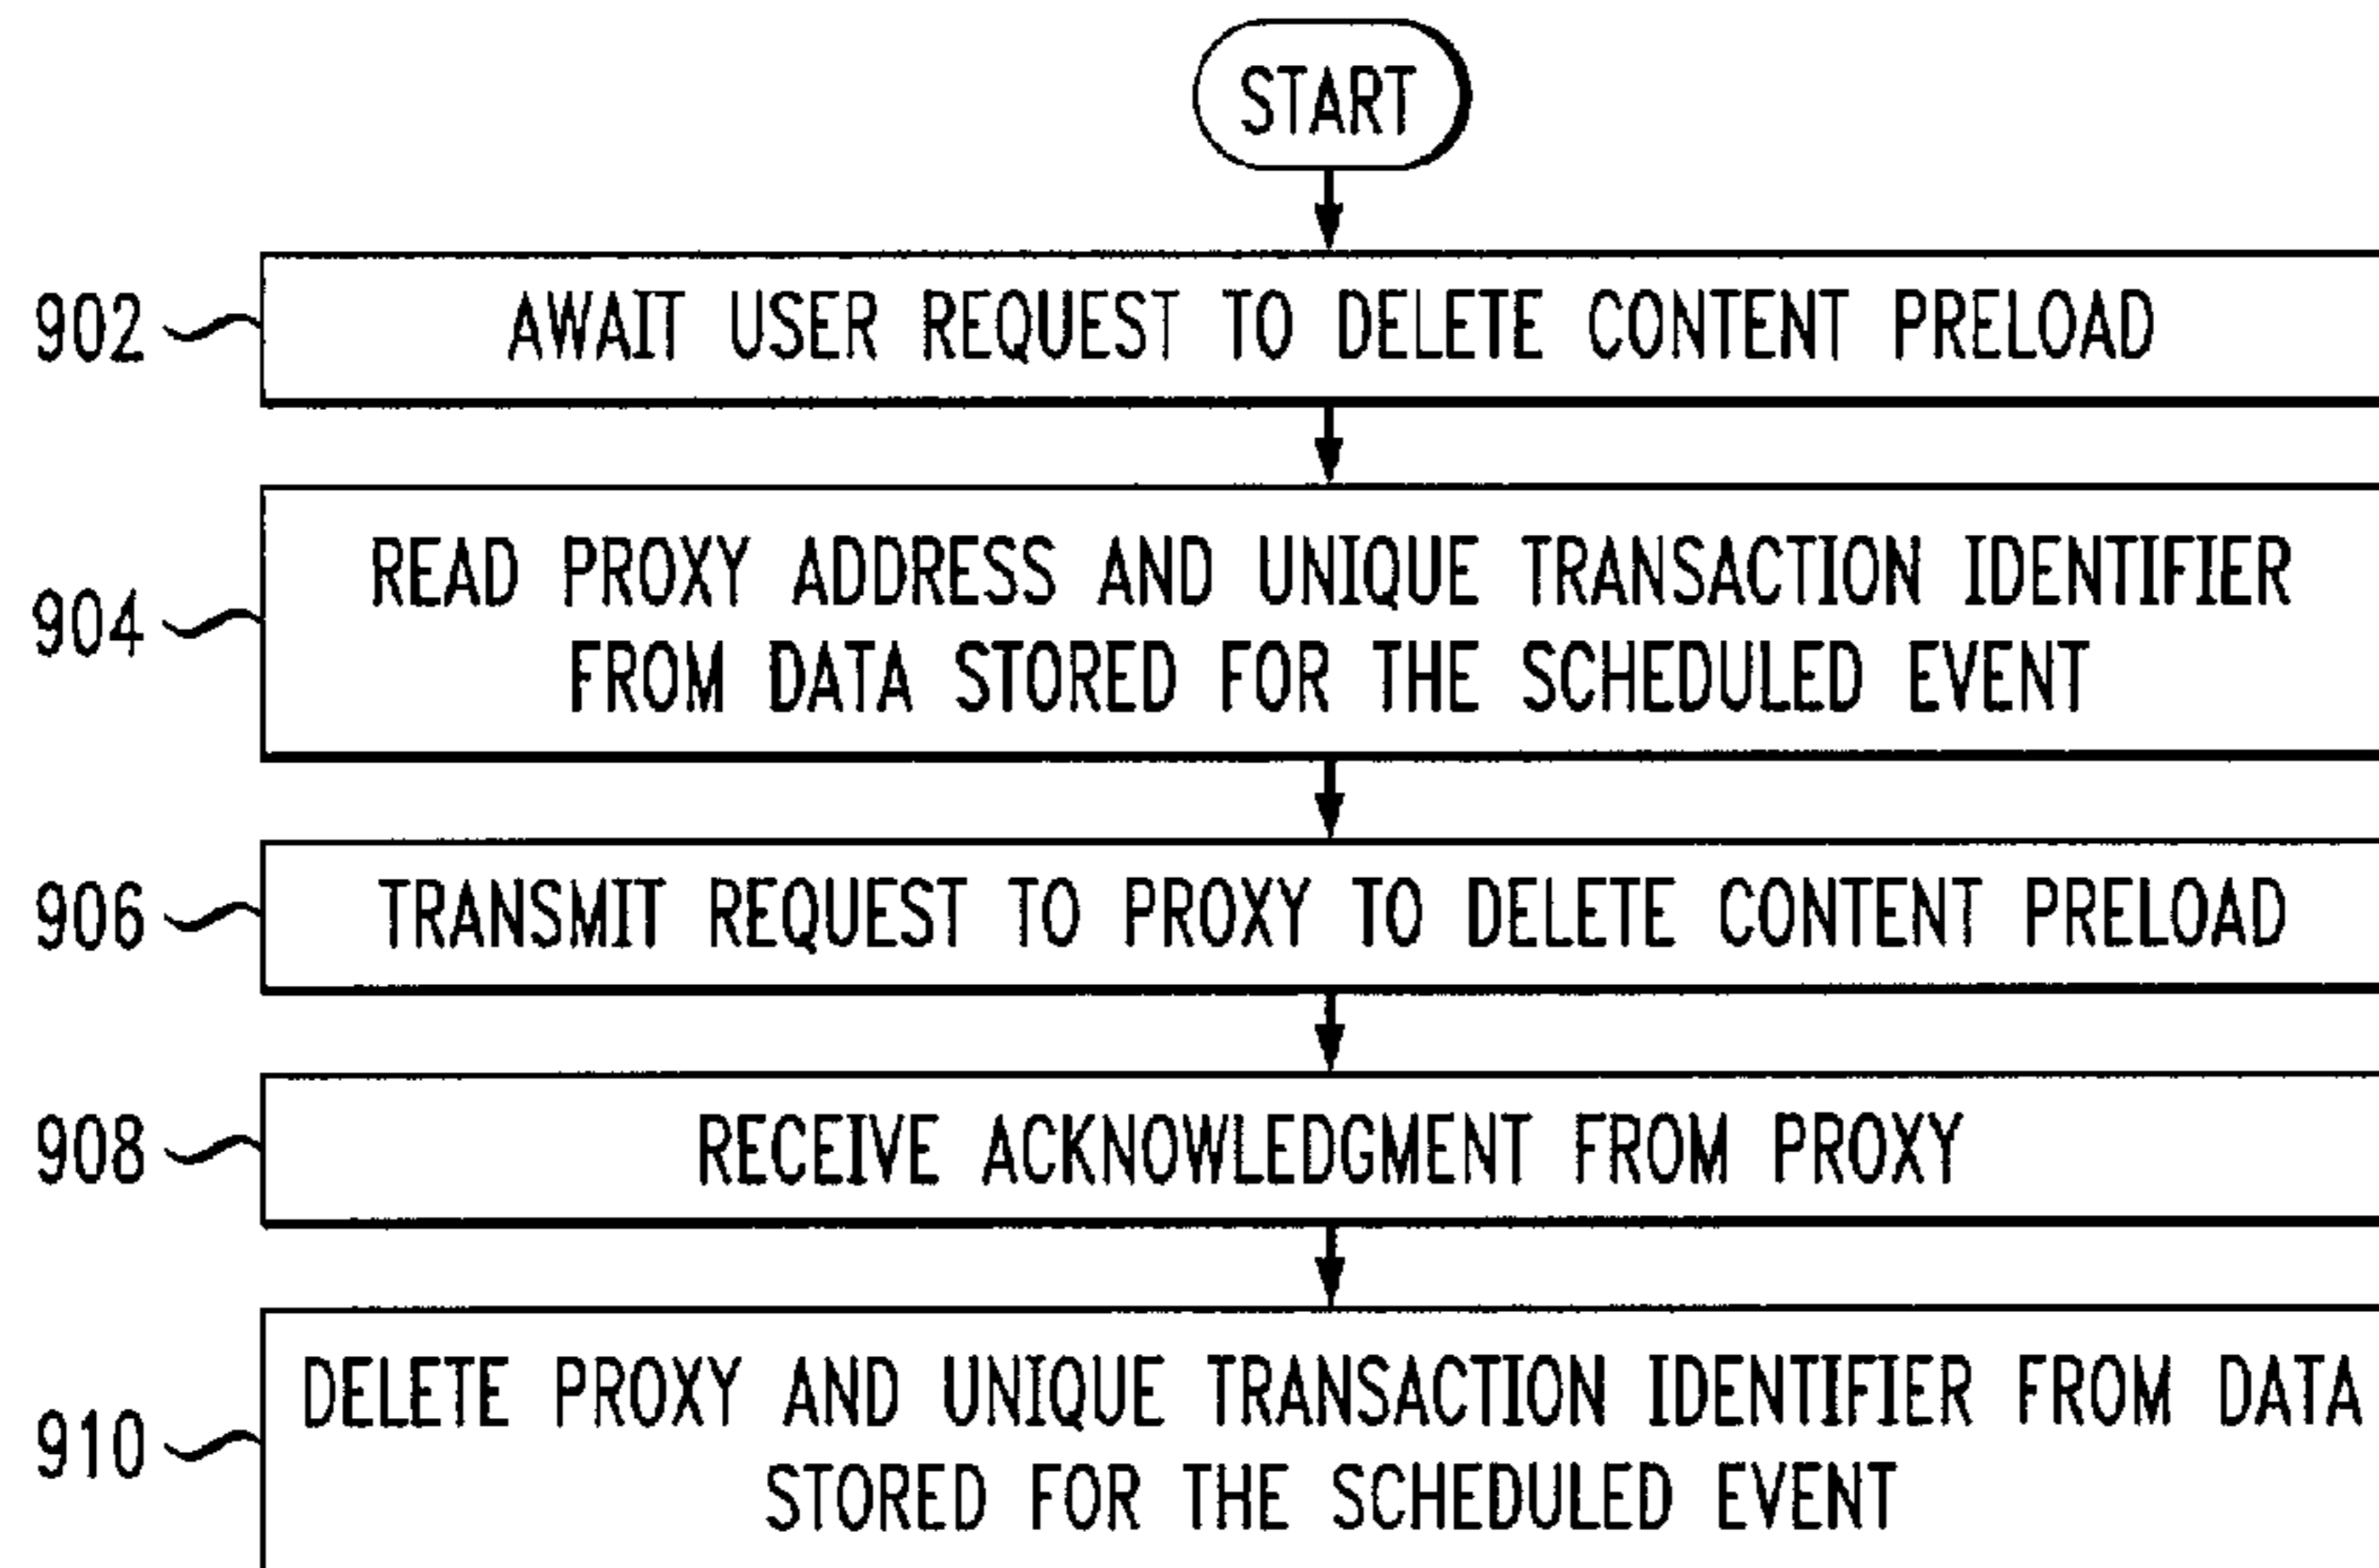 START
902
AWAIT USER REQUEST TO DELETE CONTENT PRELOAD
904
READ PROXY ADDRESS AND UNIQUE TRANSACTION IDENTIFIER
FROM DATA STORED FOR THE SCHEDULED EVENT
906
TRANSMIT REQUEST TO PROXY TO DELETE CONTENT PRELOAD
908
RECEIVE ACKNOWLEDGMENT FROM PROXY
910
DELETE PROXY AND UNIQUE TRANSACTION IDENTIFIER FROM DATA
STORED FOR THE SCHEDULED EVENT